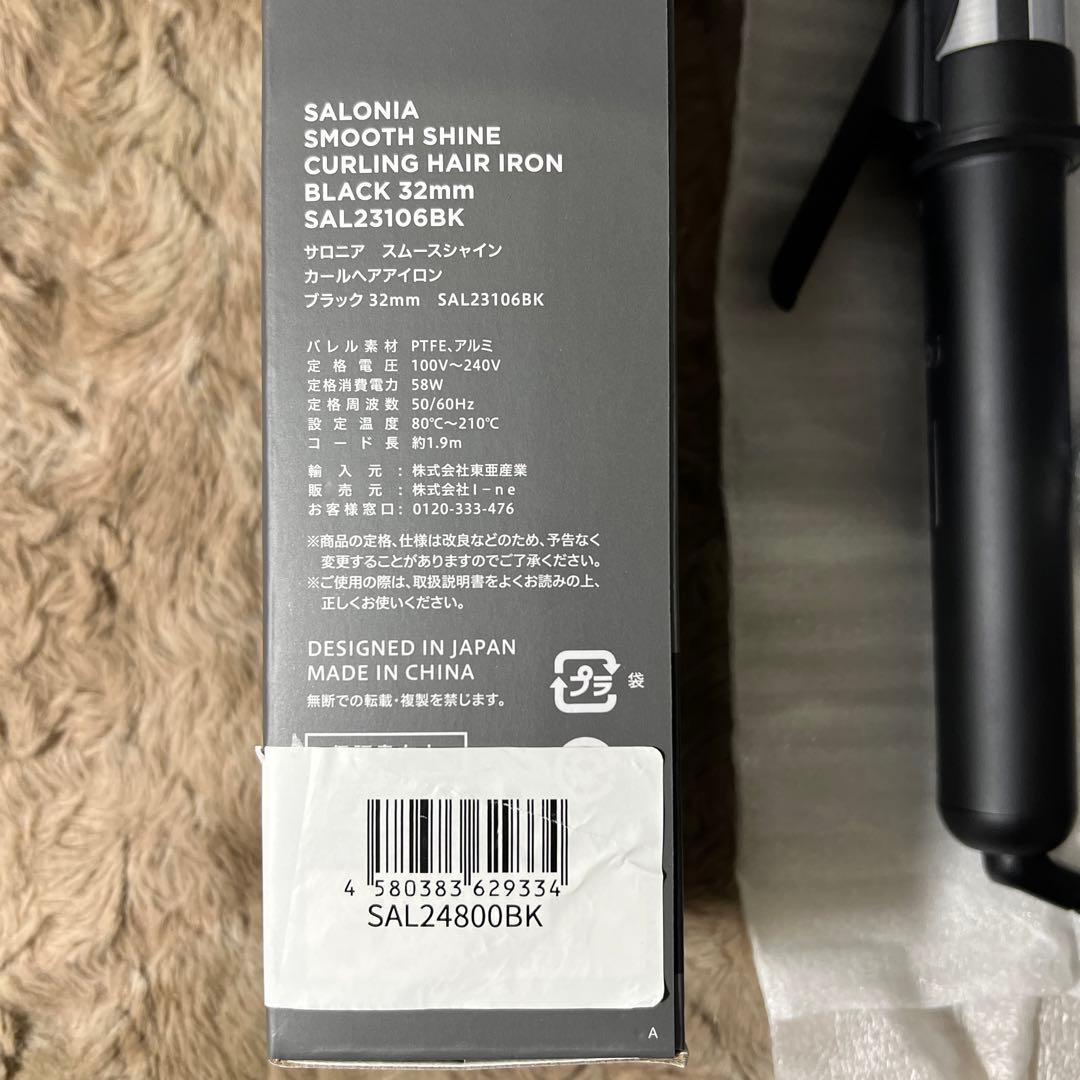 SALONIA
SMOOTH SHINE
CURLING HAIR IRON
BLACK 32mm
SAL23106BK
サロニア スムースシャイン
カールヘアアイロン
ブラック 32mm SAL23106BK
バレル素材 PTFE、アルミ
定格電圧 100V〜240V
定格消費電力 58W
定格周波数 50/60Hz
設定温度 80℃〜210℃
コード長 約1.9m
輸入元：株式会社東亜産業
販売元：株式会社I-ne
お客様窓口：0120-333-476
※商品の定格、仕様は改良などのため、予告なく
変更することがありますのでご了承ください。
※ご使用の際は、取扱説明書をよくお読みの上、
正しくお使いください。
DESIGNED IN JAPAN
MADE IN CHINA
無断での転載・複製を禁じます。
プラ 袋
4 580383 629334
SAL24800BK
A